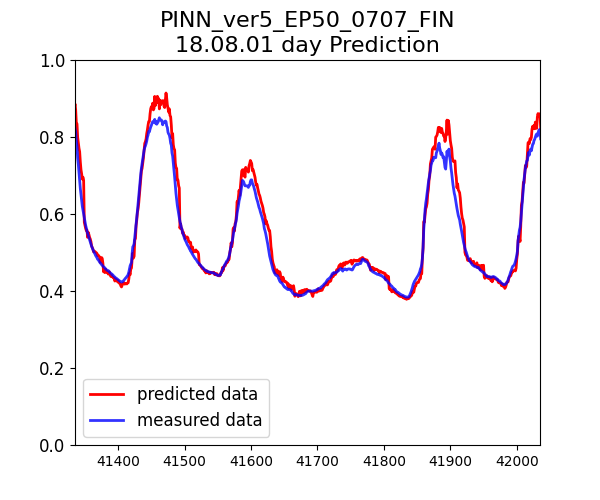 PINN_ver5_EP50_0707_FIN
18.08.01 day Prediction
1.0
0.8
0.6
0.4
0.2
0.0
predicted data
measured data
41400 41500 41600 41700 41800 41900 42000